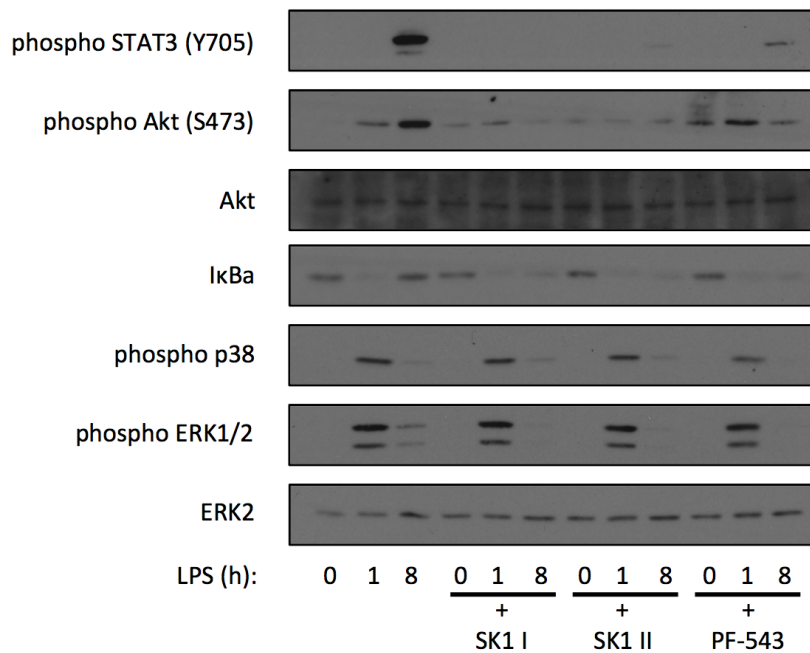 phospho STAT3 (Y705)
phospho Akt (S473)
Akt
IκBa
phospho p38
phospho ERK1/2
ERK2
LPS (h): 0 1 8 0 1 8 0 1 8 0 1 8
+ + +
SK1 I SK1 II PF-543